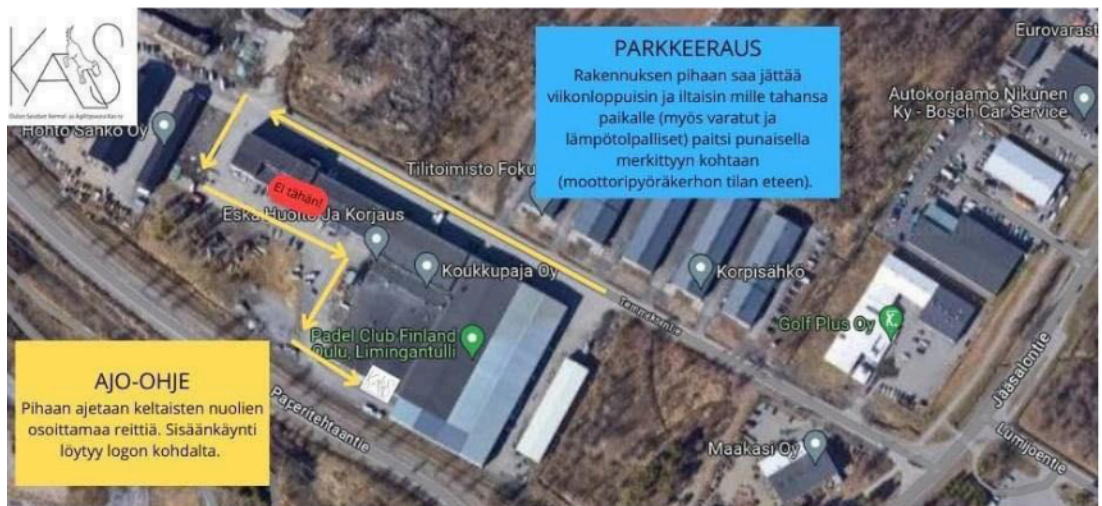 KAS
PARKKEERAUS
Rakennuksen pihaan saa jättää
viikonloppuisin ja iltaisin mille tahansa
paikalle (myös varatut ja
lämpötolpalliset) paitsi punaisella
merkittyyn kohtaan
(moottoripyöräkerhon tilan eteen).
Eurovarast
Autokorjaamo Nikunen
Ky - Bosch Car Service
Hohto Sähkö Oy
Tilitoimisto Foku
Ei tähän!
Eska Huolto Ja Korjaus
Koukkupaja Oy
Korpisähkö
Golf Plus Oy
Padel Club Finland
Oulu, Limingantulli
AJO-OHJE
Pihaan ajetaan keltaisten nuolien
osoittamaa reittiä. Sisäänkäynti
löytyy logon kohdalta.
Paperitehtaantie
Jääsalontie
Lumijoentie
Maakasi Oy